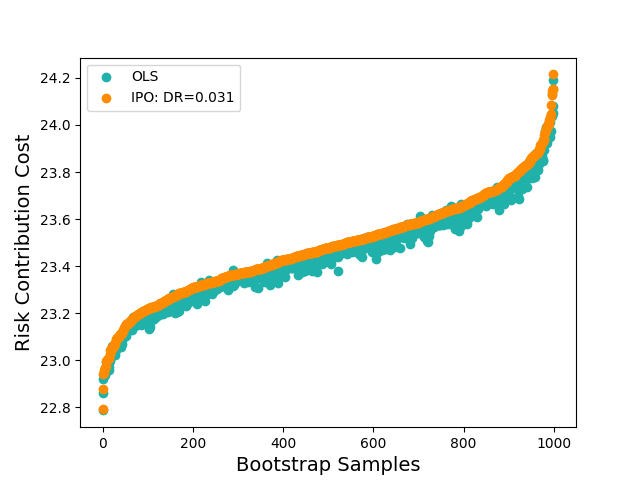 OLS
IPO: DR=0.031
Risk Contribution Cost
24.2
24.0
23.8
23.6
23.4
23.2
23.0
22.8
0 200 400 600 800 1000
Bootstrap Samples